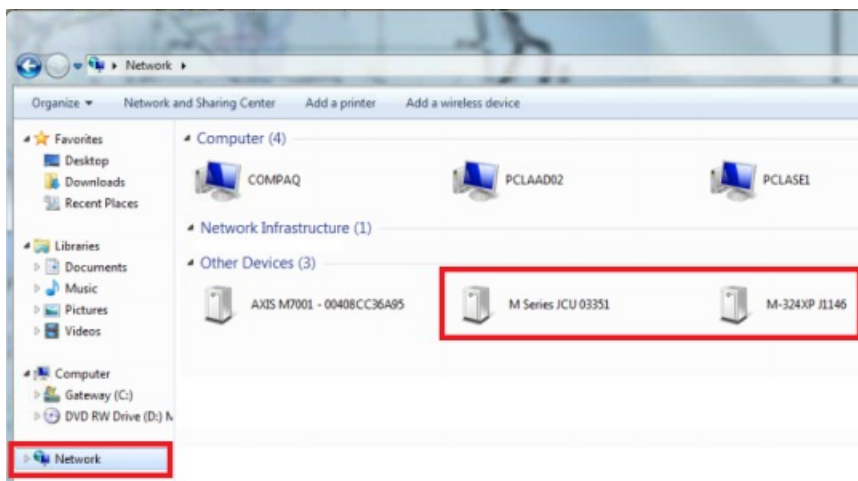 Network
Organize
Network and Sharing Center
Add a printer
Add a wireless device
Favorites
Desktop
Downloads
Recent Places
Libraries
Documents
Music
Pictures
Videos
Computer
Gateway (C:)
DVD RW Drive (D:) M
Network
Computer (4)
COMPAQ
PCLAAD02
PCLASE1
Network Infrastructure (1)
Other Devices (3)
AXIS M7001 - 00408CC36A95
M Series JCU 03351
M-324XP J1146